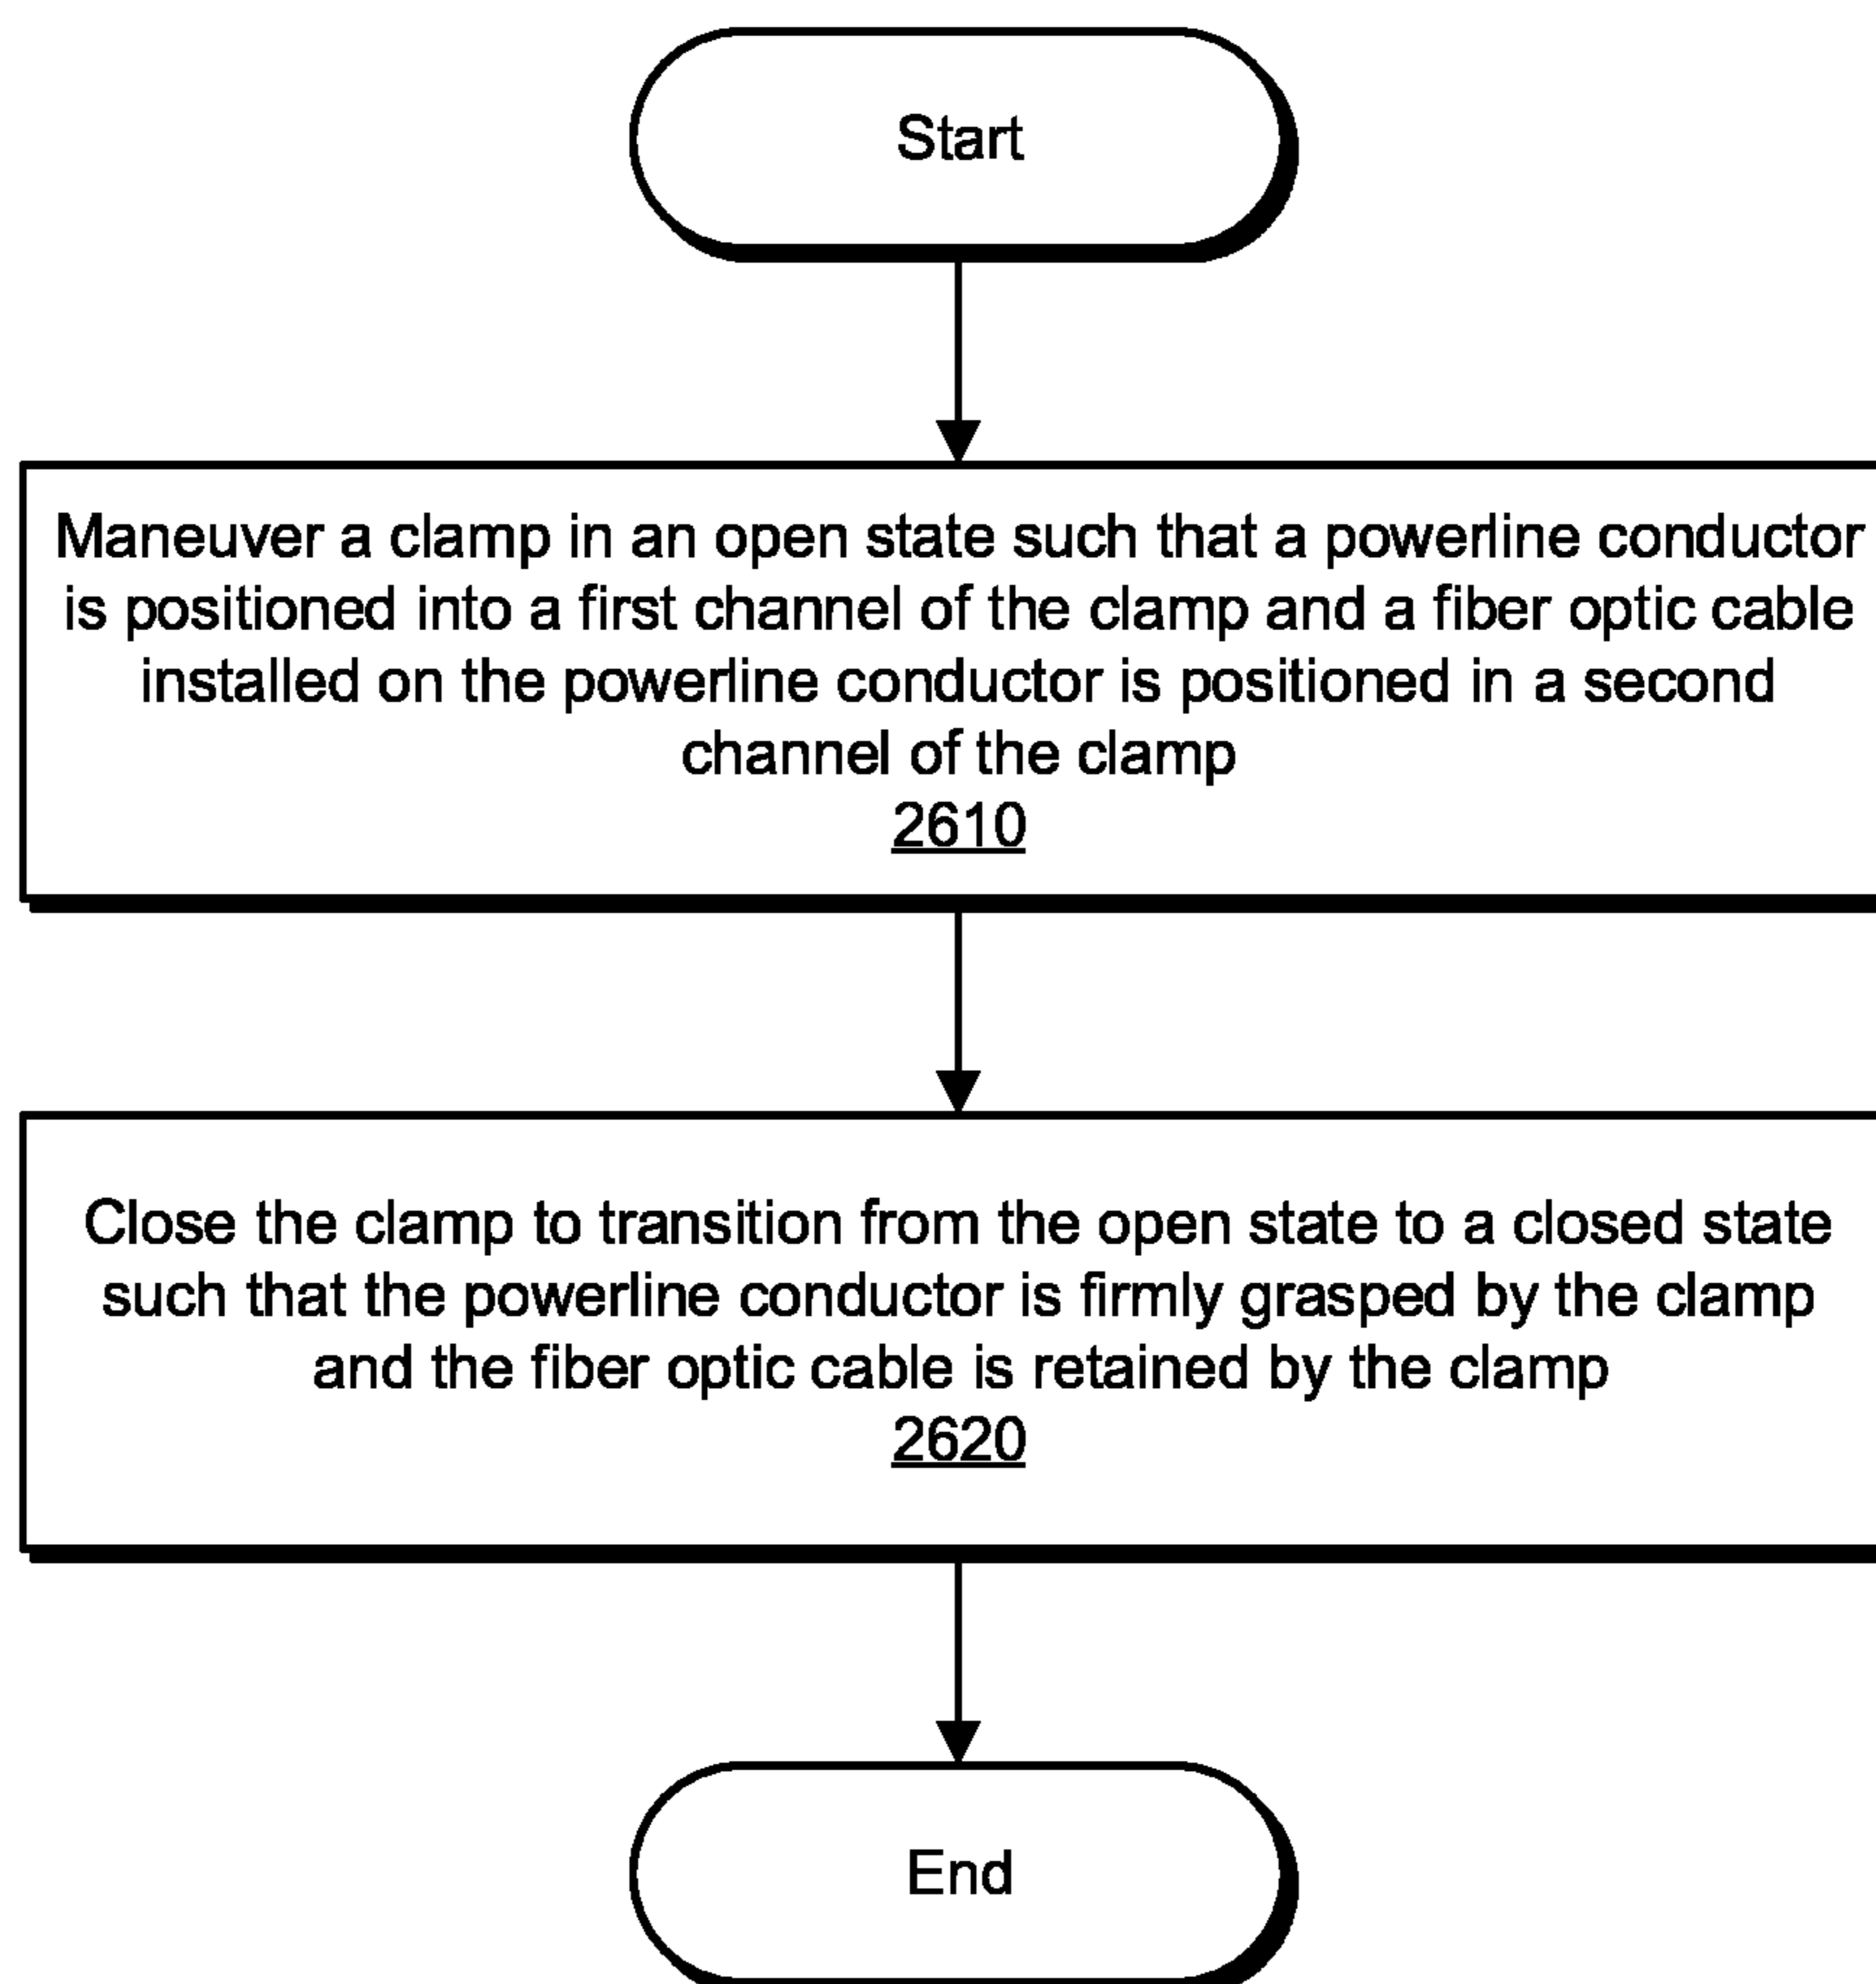 Start
Maneuver a clamp in an open state such that a powerline conductor
is positioned into a first channel of the clamp and a fiber optic cable
installed on the powerline conductor is positioned in a second
channel of the clamp
2610
Close the clamp to transition from the open state to a closed state
such that the powerline conductor is firmly grasped by the clamp
and the fiber optic cable is retained by the clamp
2620
End